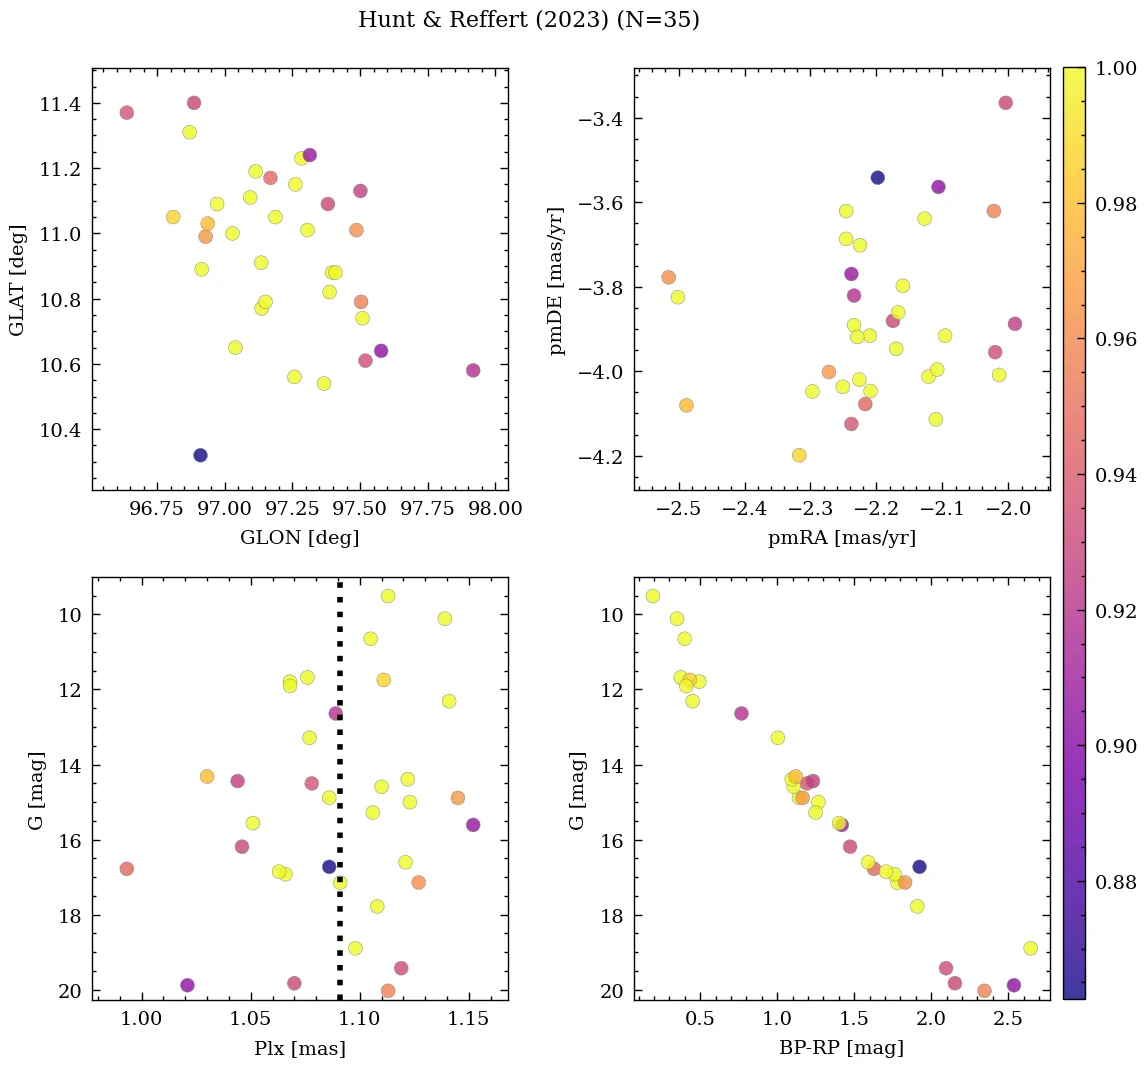 Hunt & Reffert (2023) (N=35)
11.4
11.2
11.0
10.8
10.6
10.4
GLAT [deg]
96.75 97.00 97.25 97.50 97.75 98.00
GLON [deg]
−3.4
−3.6
−3.8
−4.0
−4.2
pmDE [mas/yr]
−2.5 −2.4 −2.3 −2.2 −2.1 −2.0
pmRA [mas/yr]
1.00
0.98
0.96
0.94
0.92
0.90
0.88
10
12
14
16
18
20
G [mag]
1.00 1.05 1.10 1.15
Plx [mas]
10
12
14
16
18
20
G [mag]
0.5 1.0 1.5 2.0 2.5
BP-RP [mag]